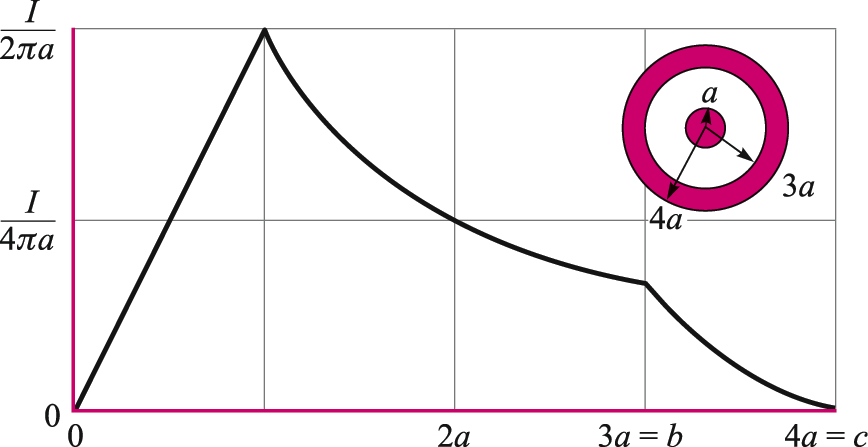 I
2πa
I
4πa
0
a
3a
4a
0
2a
3a = b
4a = c